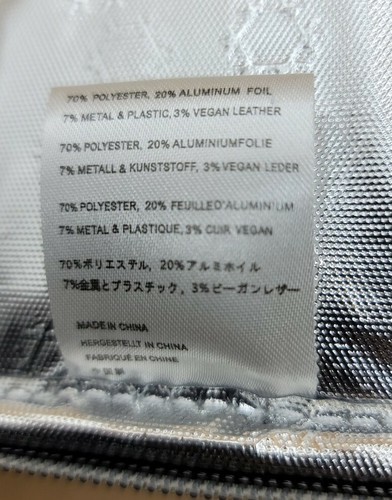 70% POLYESTER, 20% ALUMINUM FOIL
7% METAL & PLASTIC, 3% VEGAN LEATHER
70% POLYESTER, 20% ALUMINIUMFOLIE
7% METALL & KUNSTSTOFF, 3% VEGAN LEDER
70% POLYESTER, 20% FEUILLED'ALUMINIUM
7% METAL & PLASTIQUE, 3% CUIR VEGAN
70%ポリエステル, 20%アルミホイル
7%金属とプラスチック, 3%ビーガンレザー
MADE IN CHINA
HERGESTELLT IN CHINA
FABRIQUÉ EN CHINE
中国製